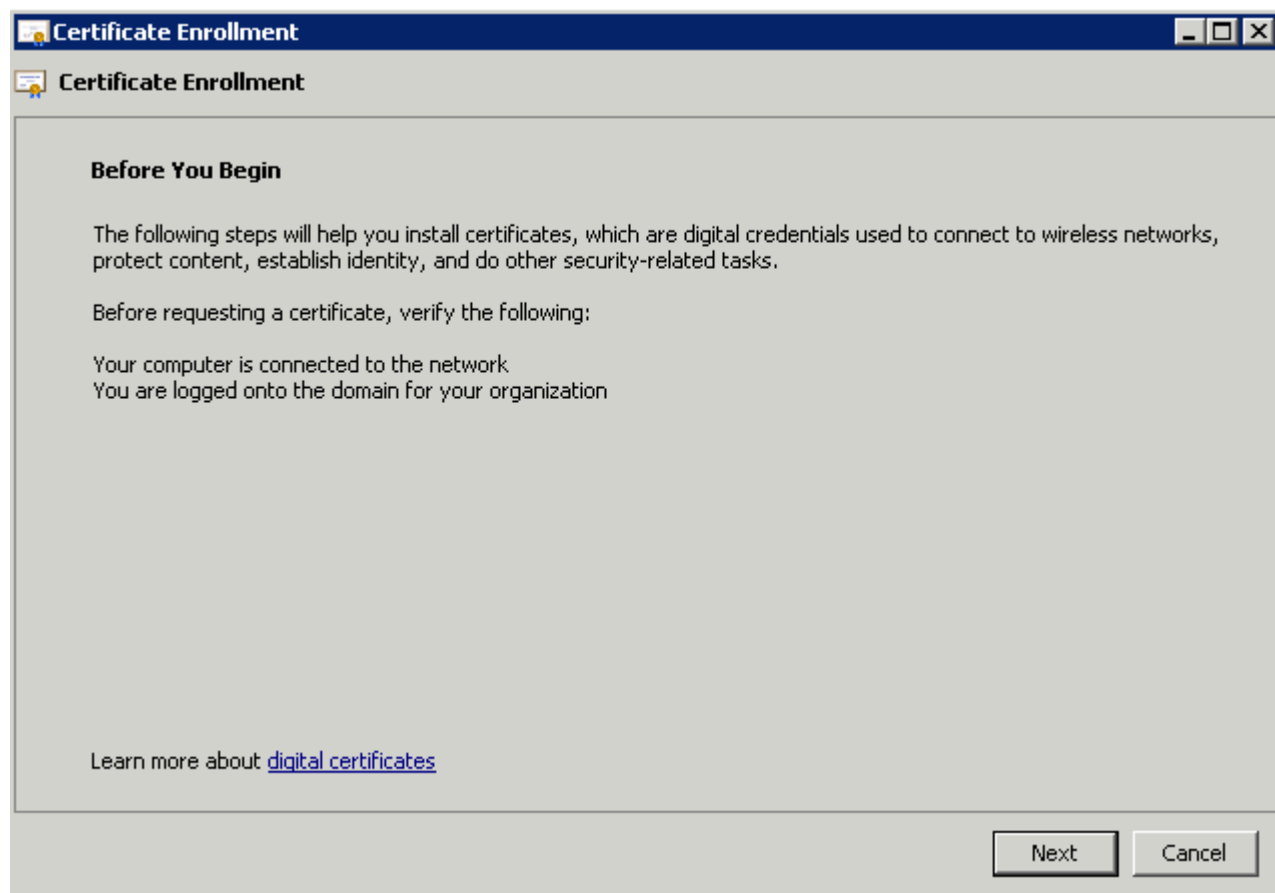 Certificate Enrollment
Certificate Enrollment
Before You Begin
The following steps will help you install certificates, which are digital credentials used to connect to wireless networks,
protect content, establish identity, and do other security-related tasks.
Before requesting a certificate, verify the following:
Your computer is connected to the network
You are logged onto the domain for your organization
Learn more about digital certificates
Next Cancel